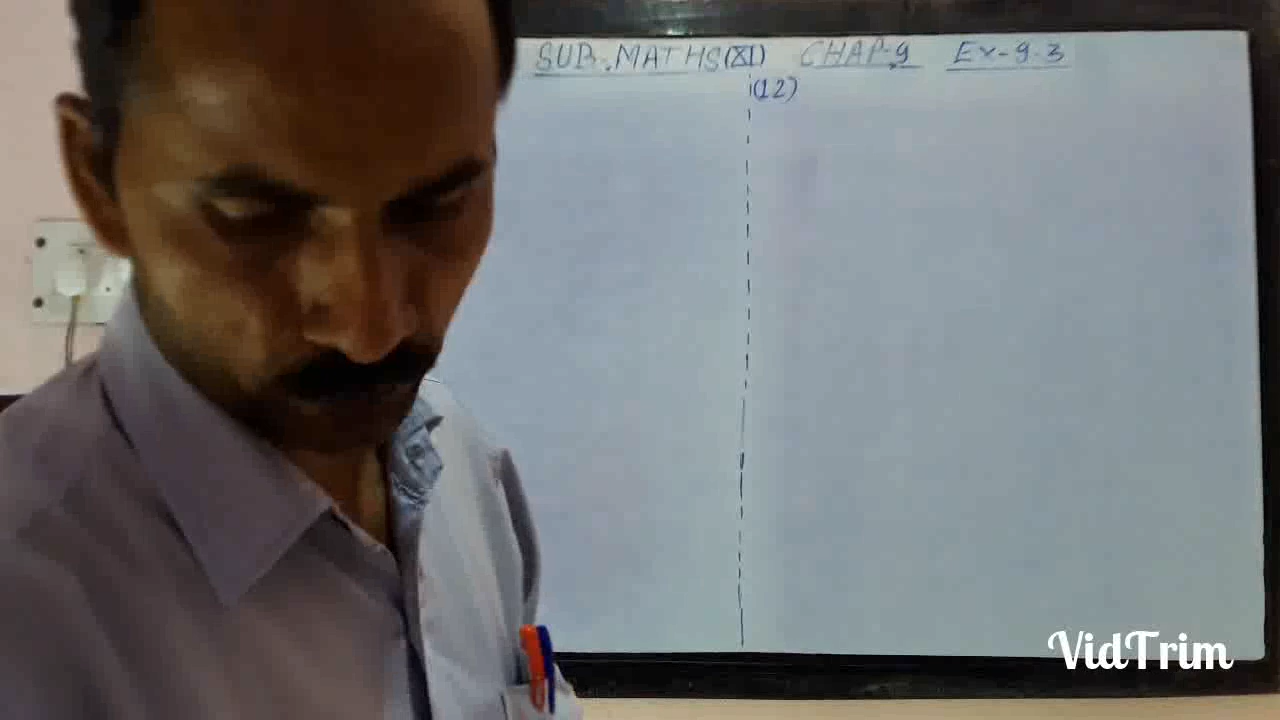 SUB. MATHS(XI) CHAP-9 Ex-9.3
(12)
VidTrim